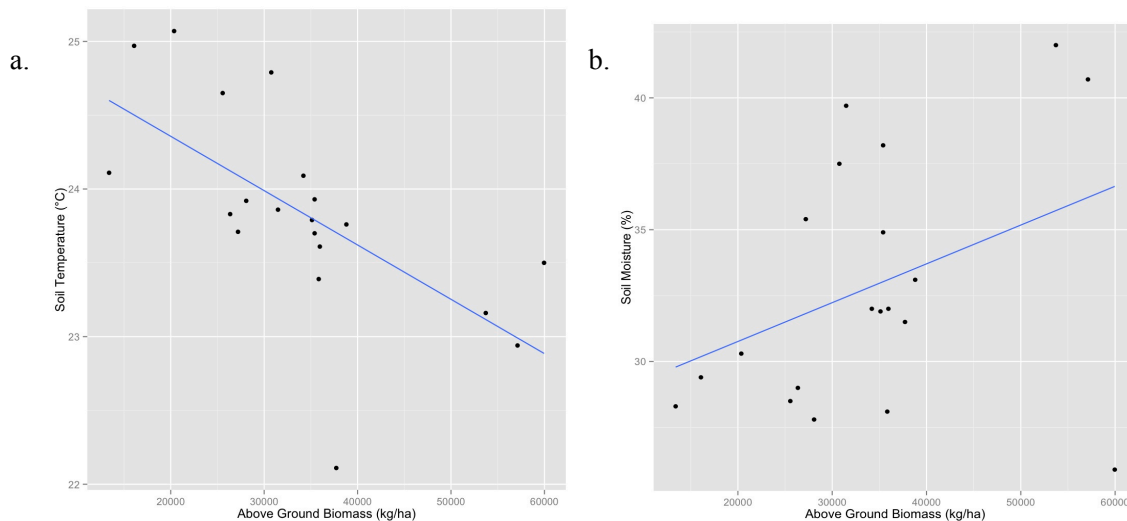 a.
Soil Temperature (°C)
25
24
23
22
20000 30000 40000 50000 60000
Above Ground Biomass (kg/ha)
b.
Soil Moisture (%)
40
35
30
20000 30000 40000 50000 60000
Above Ground Biomass (kg/ha)